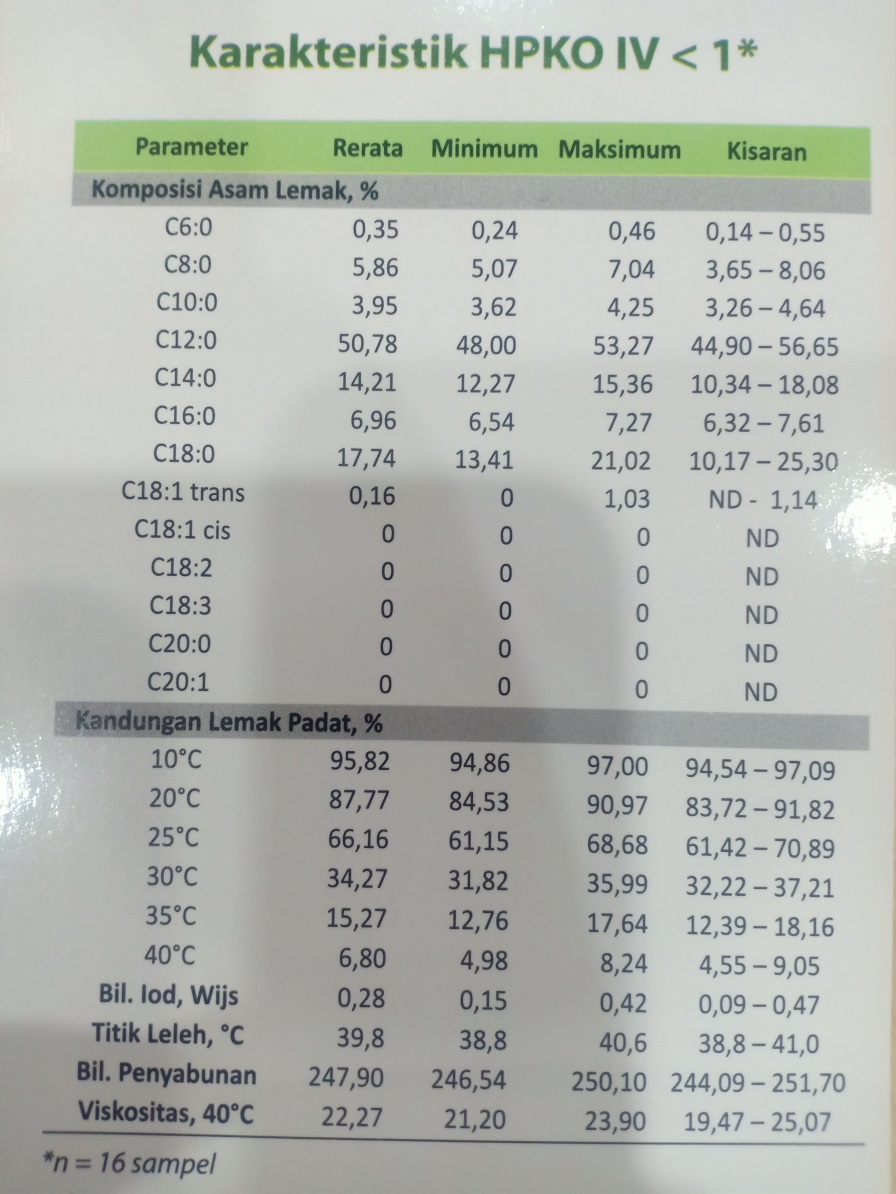 Karakteristik HPKO IV < 1*
Parameter Rerata Minimum Maksimum Kisaran
Komposisi Asam Lemak, %
C6:0 0,35 0,24 0,46 0,14 – 0,55
C8:0 5,86 5,07 7,04 3,65 – 8,06
C10:0 3,95 3,62 4,25 3,26 – 4,64
C12:0 50,78 48,00 53,27 44,90 – 56,65
C14:0 14,21 12,27 15,36 10,34 – 18,08
C16:0 6,96 6,54 7,27 6,32 – 7,61
C18:0 17,74 13,41 21,02 10,17 – 25,30
C18:1 trans 0,16 0 1,03 ND - 1,14
C18:1 cis 0 0 0 ND
C18:2 0 0 0 ND
C18:3 0 0 0 ND
C20:0 0 0 0 ND
C20:1 0 0 0 ND
Kandungan Lemak Padat, %
10°C 95,82 94,86 97,00 94,54 – 97,09
20°C 87,77 84,53 90,97 83,72 – 91,82
25°C 66,16 61,15 68,68 61,42 – 70,89
30°C 34,27 31,82 35,99 32,22 – 37,21
35°C 15,27 12,76 17,64 12,39 – 18,16
40°C 6,80 4,98 8,24 4,55 – 9,05
Bil. Iod, Wijs 0,28 0,15 0,42 0,09 – 0,47
Titik Leleh, °C 39,8 38,8 40,6 38,8 – 41,0
Bil. Penyabunan 247,90 246,54 250,10 244,09 – 251,70
Viskositas, 40°C 22,27 21,20 23,90 19,47 – 25,07
*n = 16 sampel